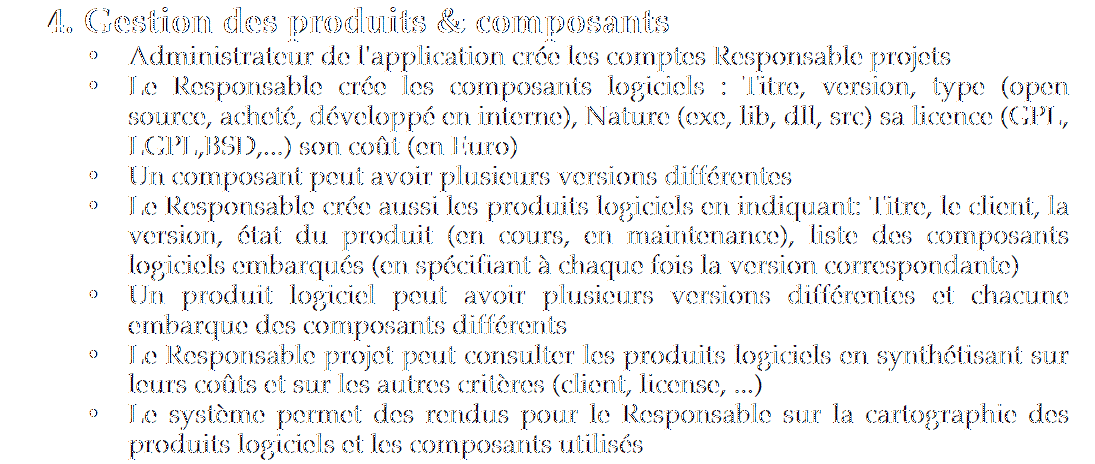 4. Gestion des produits & composants
◦ Administrateur de l'application crée les comptes Responsable projets
◦ Le Responsable crée les composants logiciels : Titre, version, type (open
source, acheté, développé en interne), Nature (exe, lib, dll, src) sa licence (GPL,
LGPL,BSD,...) son coût (en Euro)
◦ Un composant peut avoir plusieurs versions différentes
◦ Le Responsable crée aussi les produits logiciels en indiquant: Titre, le client, la
version, état du produit (en cours, en maintenance), liste des composants
logiciels embarqués (en spécifiant à chaque fois la version correspondante)
◦ Un produit logiciel peut avoir plusieurs versions différentes et chacune
embarque des composants différents
◦ Le Responsable projet peut consulter les produits logiciels en synthétisant sur
leurs coûts et sur les autres critères (client, license, ...)
◦ Le système permet des rendus pour le Responsable sur la cartographie des
produits logiciels et les composants utilisés